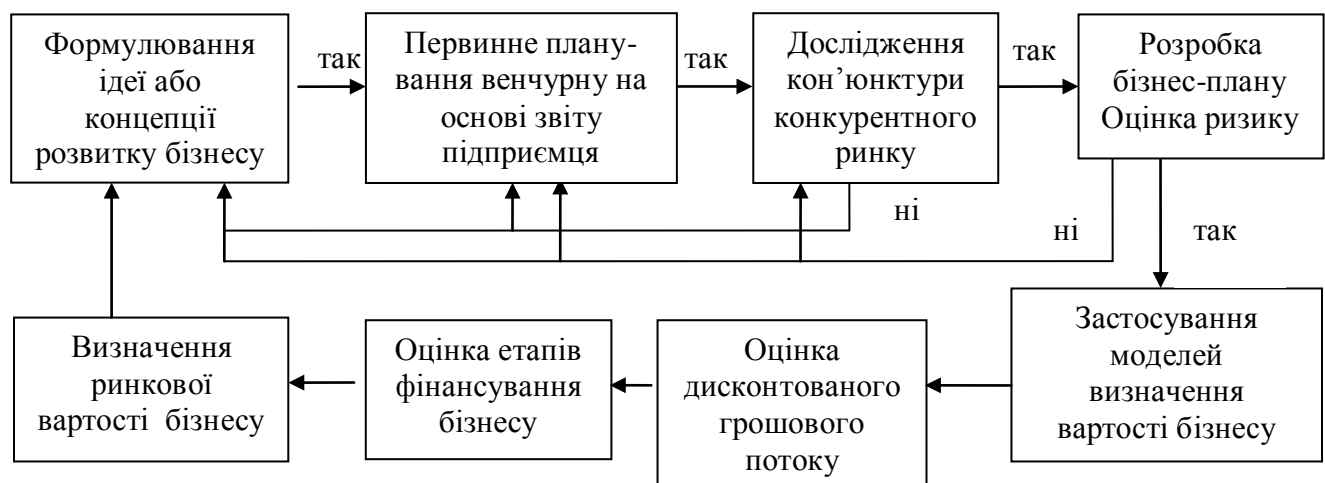 Формулювання
ідеї або
концепції
розвитку бізнесу
так
Первинне плану-
вання венчурну на
основі звіту
підприємця
так
Дослідження
кон’юнктури
конкурентного
ринку
так
Розробка
бізнес-плану
Оцінка ризику
ні
ні
так
Визначення
ринкової
вартості бізнесу
Оцінка етапів
фінансування
бізнесу
Оцінка
дисконтованого
грошового
потоку
Застосування
моделей
визначення
вартості бізнесу